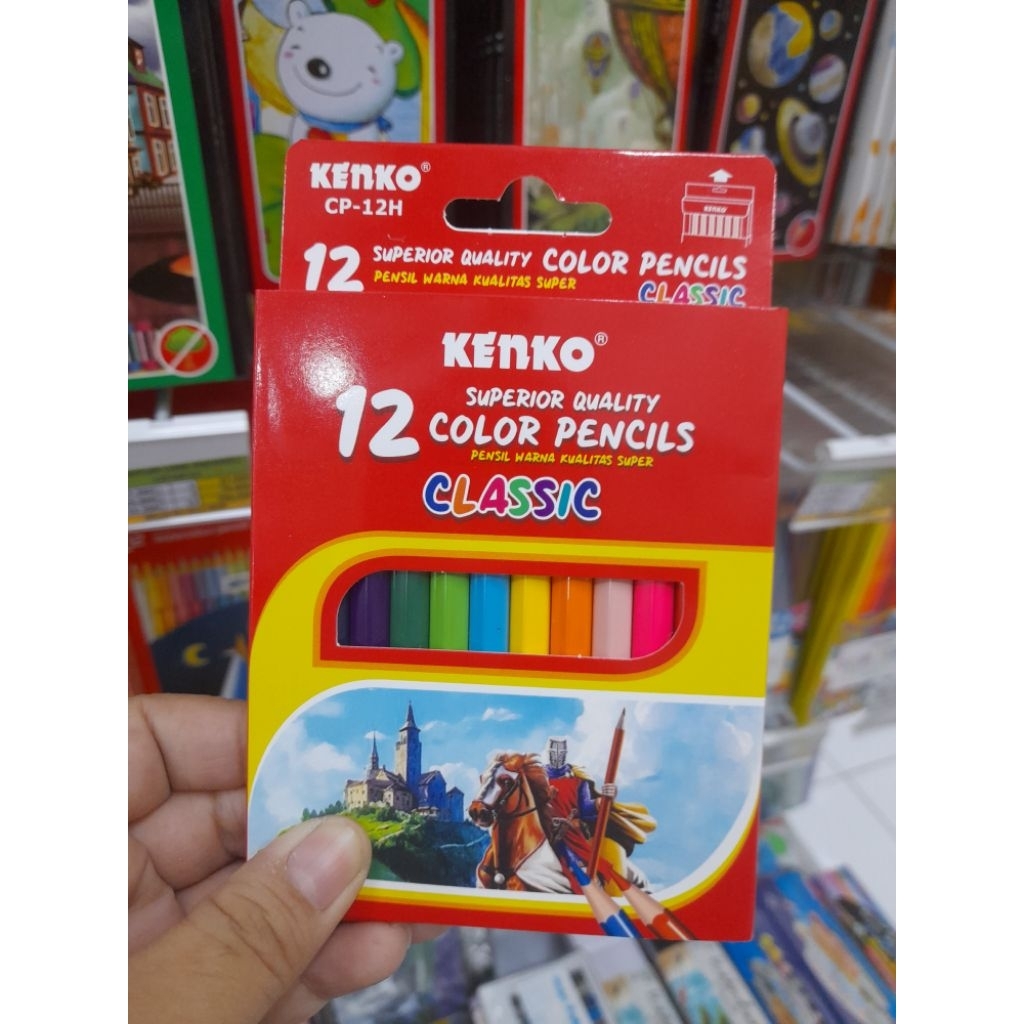 KENKO®
CP-12H
KENKO
12 SUPERIOR QUALITY COLOR PENCILS
PENSIL WARNA KUALITAS SUPER
CLASSIC
KENKO®
12 SUPERIOR QUALITY
COLOR PENCILS
PENSIL WARNA KUALITAS SUPER
CLASSIC